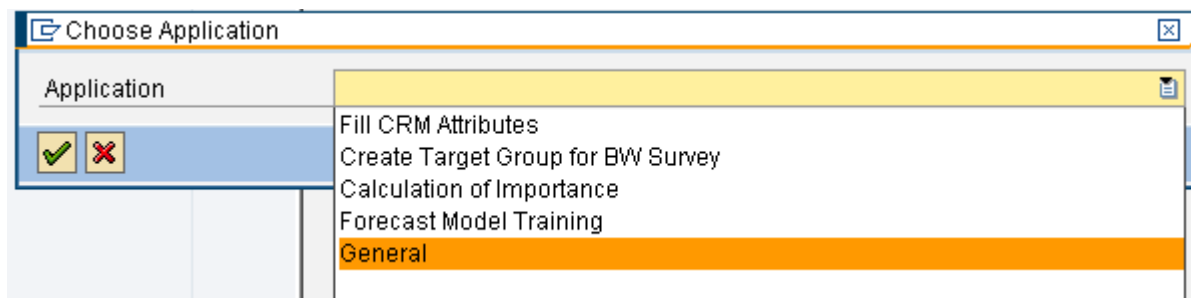 Choose Application
Application
Fill CRM Attributes
Create Target Group for BW Survey
Calculation of Importance
Forecast Model Training
General